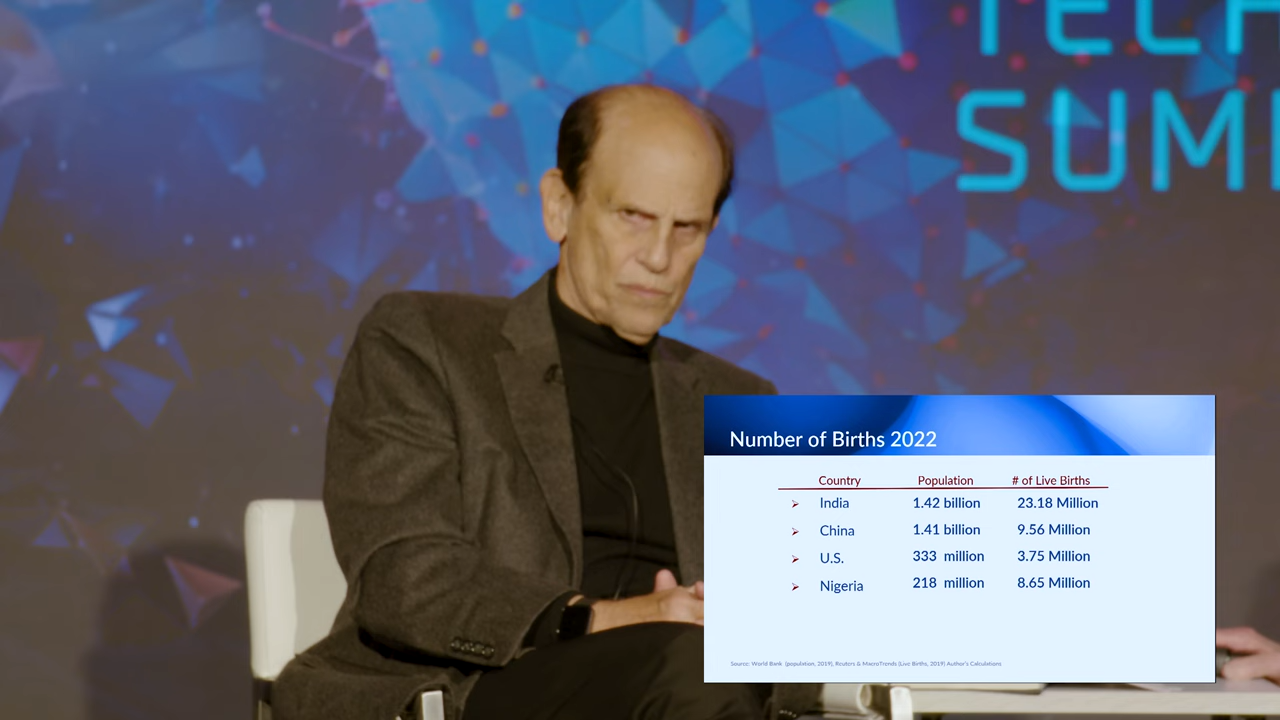 TECH
SUM
Number of Births 2022
Country Population # of Live Births
India 1.42 billion 23.18 Million
China 1.41 billion 9.56 Million
U.S. 333 million 3.75 Million
Nigeria 218 million 8.65 Million
Source: World Bank (population, 2019), Reuters & MacroTrends (Live Births, 2019) Author's Calculations